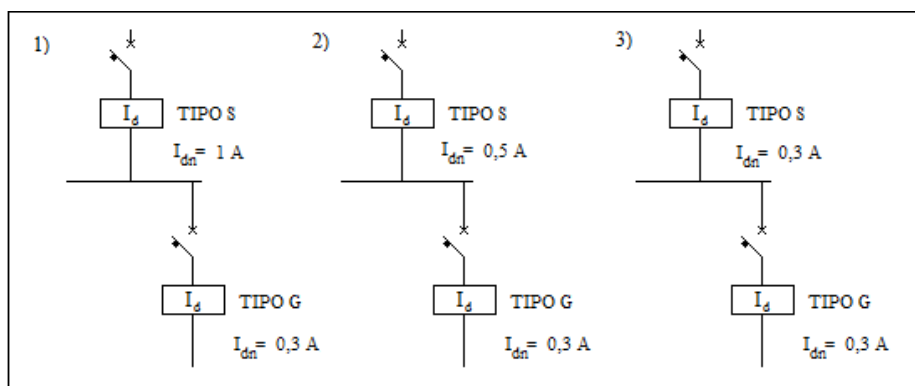 1)
I_d TIPO S
I_dn= 1 A
I_d TIPO G
I_dn= 0,3 A
2)
I_d TIPO S
I_dn= 0,5 A
I_d TIPO G
I_dn= 0,3 A
3)
I_d TIPO S
I_dn= 0,3 A
I_d TIPO G
I_dn= 0,3 A